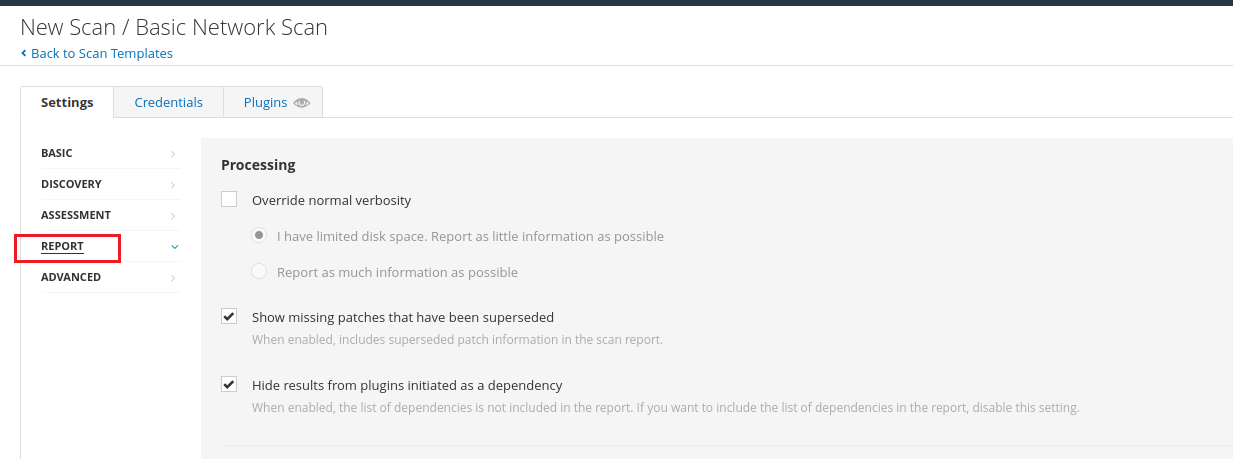 New Scan / Basic Network Scan
Back to Scan Templates
Settings Credentials Plugins
BASIC
DISCOVERY
ASSESSMENT
REPORT
ADVANCED
Processing
Override normal verbosity
I have limited disk space. Report as little information as possible
Report as much information as possible
Show missing patches that have been superseded
When enabled, includes superseded patch information in the scan report.
Hide results from plugins initiated as a dependency
When enabled, the list of dependencies is not included in the report. If you want to include the list of dependencies in the report, disable this setting.